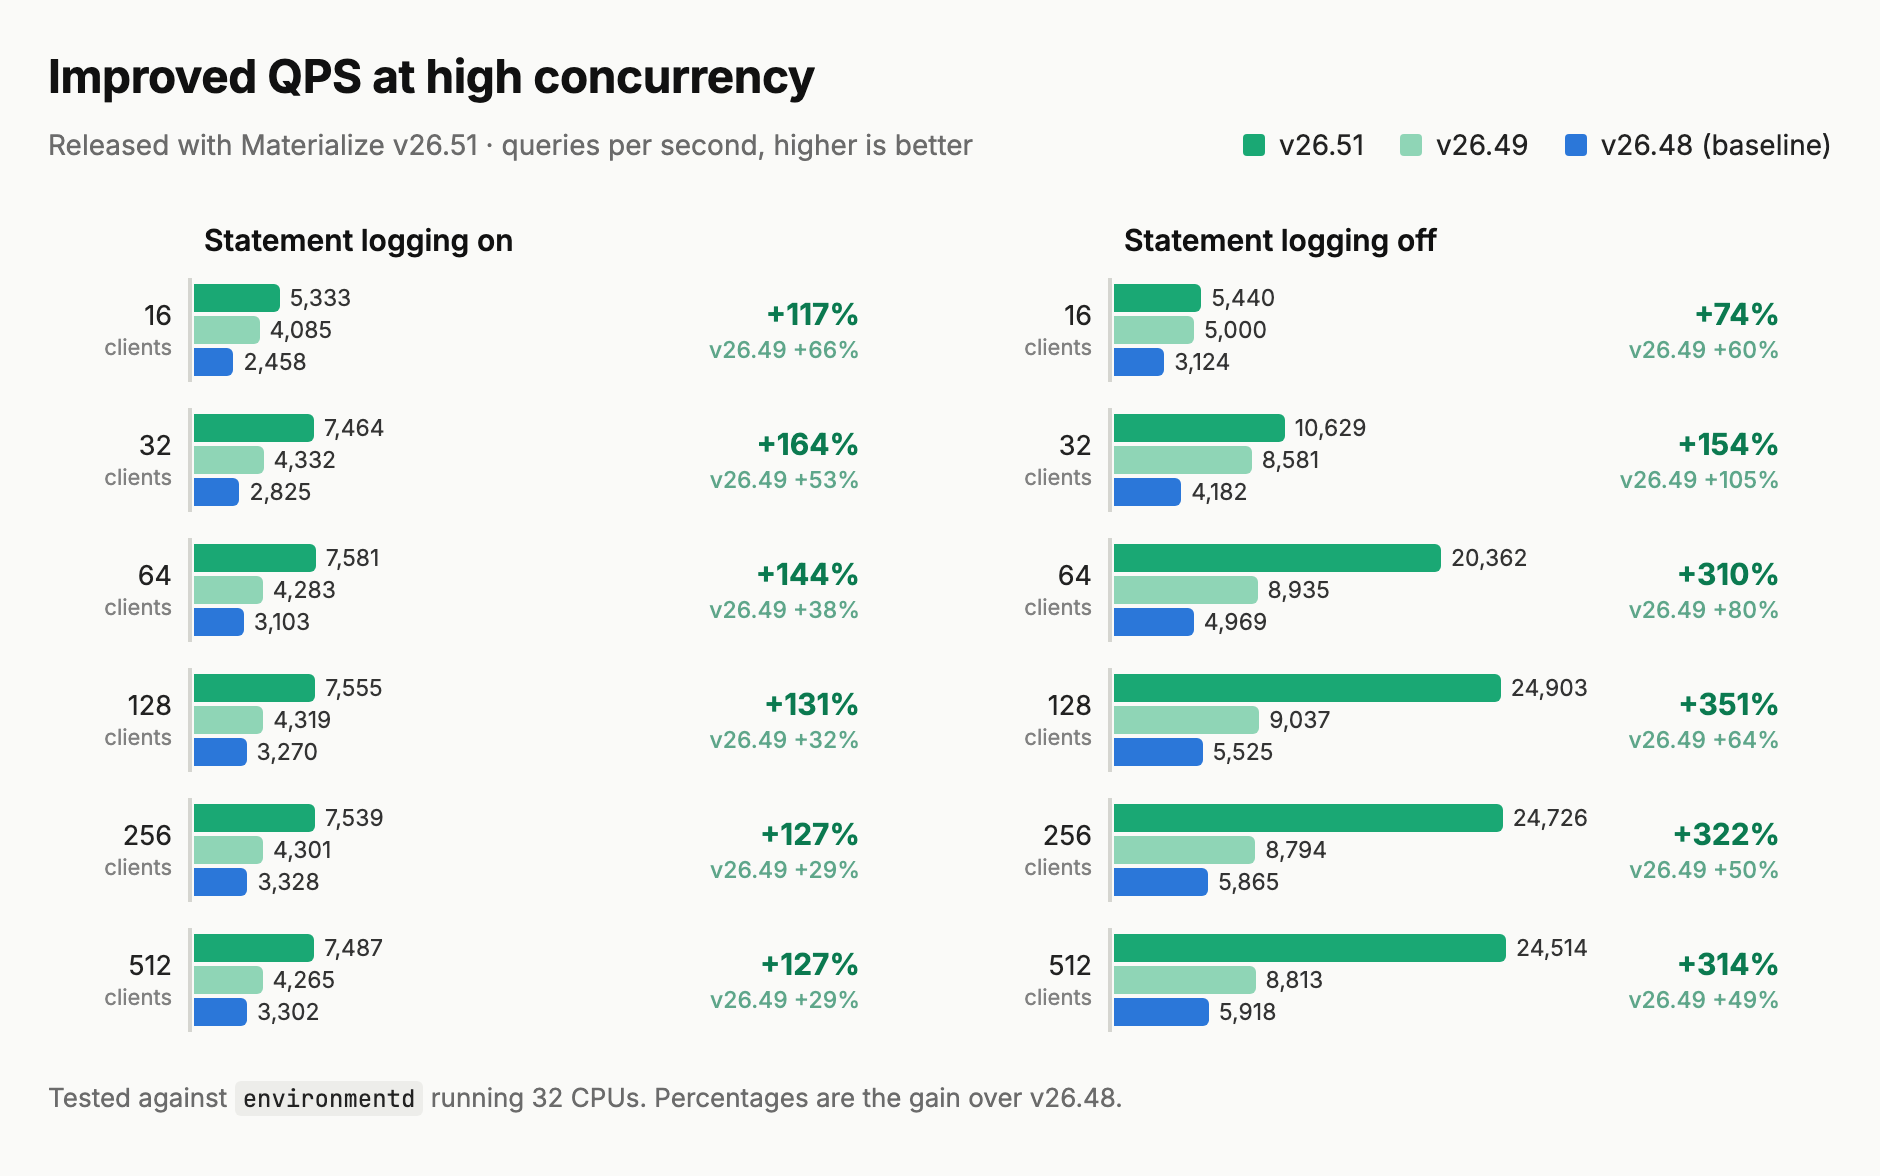 Improved QPS at high concurrency
Released with Materialize v26.51 · queries per second, higher is better
v26.51 v26.49 v26.48 (baseline)
Statement logging on
16 clients
5,333
4,085
2,458
+117%
v26.49 +66%
32 clients
7,464
4,332
2,825
+164%
v26.49 +53%
64 clients
7,581
4,283
3,103
+144%
v26.49 +38%
128 clients
7,555
4,319
3,270
+131%
v26.49 +32%
256 clients
7,539
4,301
3,328
+127%
v26.49 +29%
512 clients
7,487
4,265
3,302
+127%
v26.49 +29%
Statement logging off
16 clients
5,440
5,000
3,124
+74%
v26.49 +60%
32 clients
10,629
8,581
4,182
+154%
v26.49 +105%
64 clients
20,362
8,935
4,969
+310%
v26.49 +80%
128 clients
24,903
9,037
5,525
+351%
v26.49 +64%
256 clients
24,726
8,794
5,865
+322%
v26.49 +50%
512 clients
24,514
8,813
5,918
+314%
v26.49 +49%
Tested against environmentd running 32 CPUs. Percentages are the gain over v26.48.